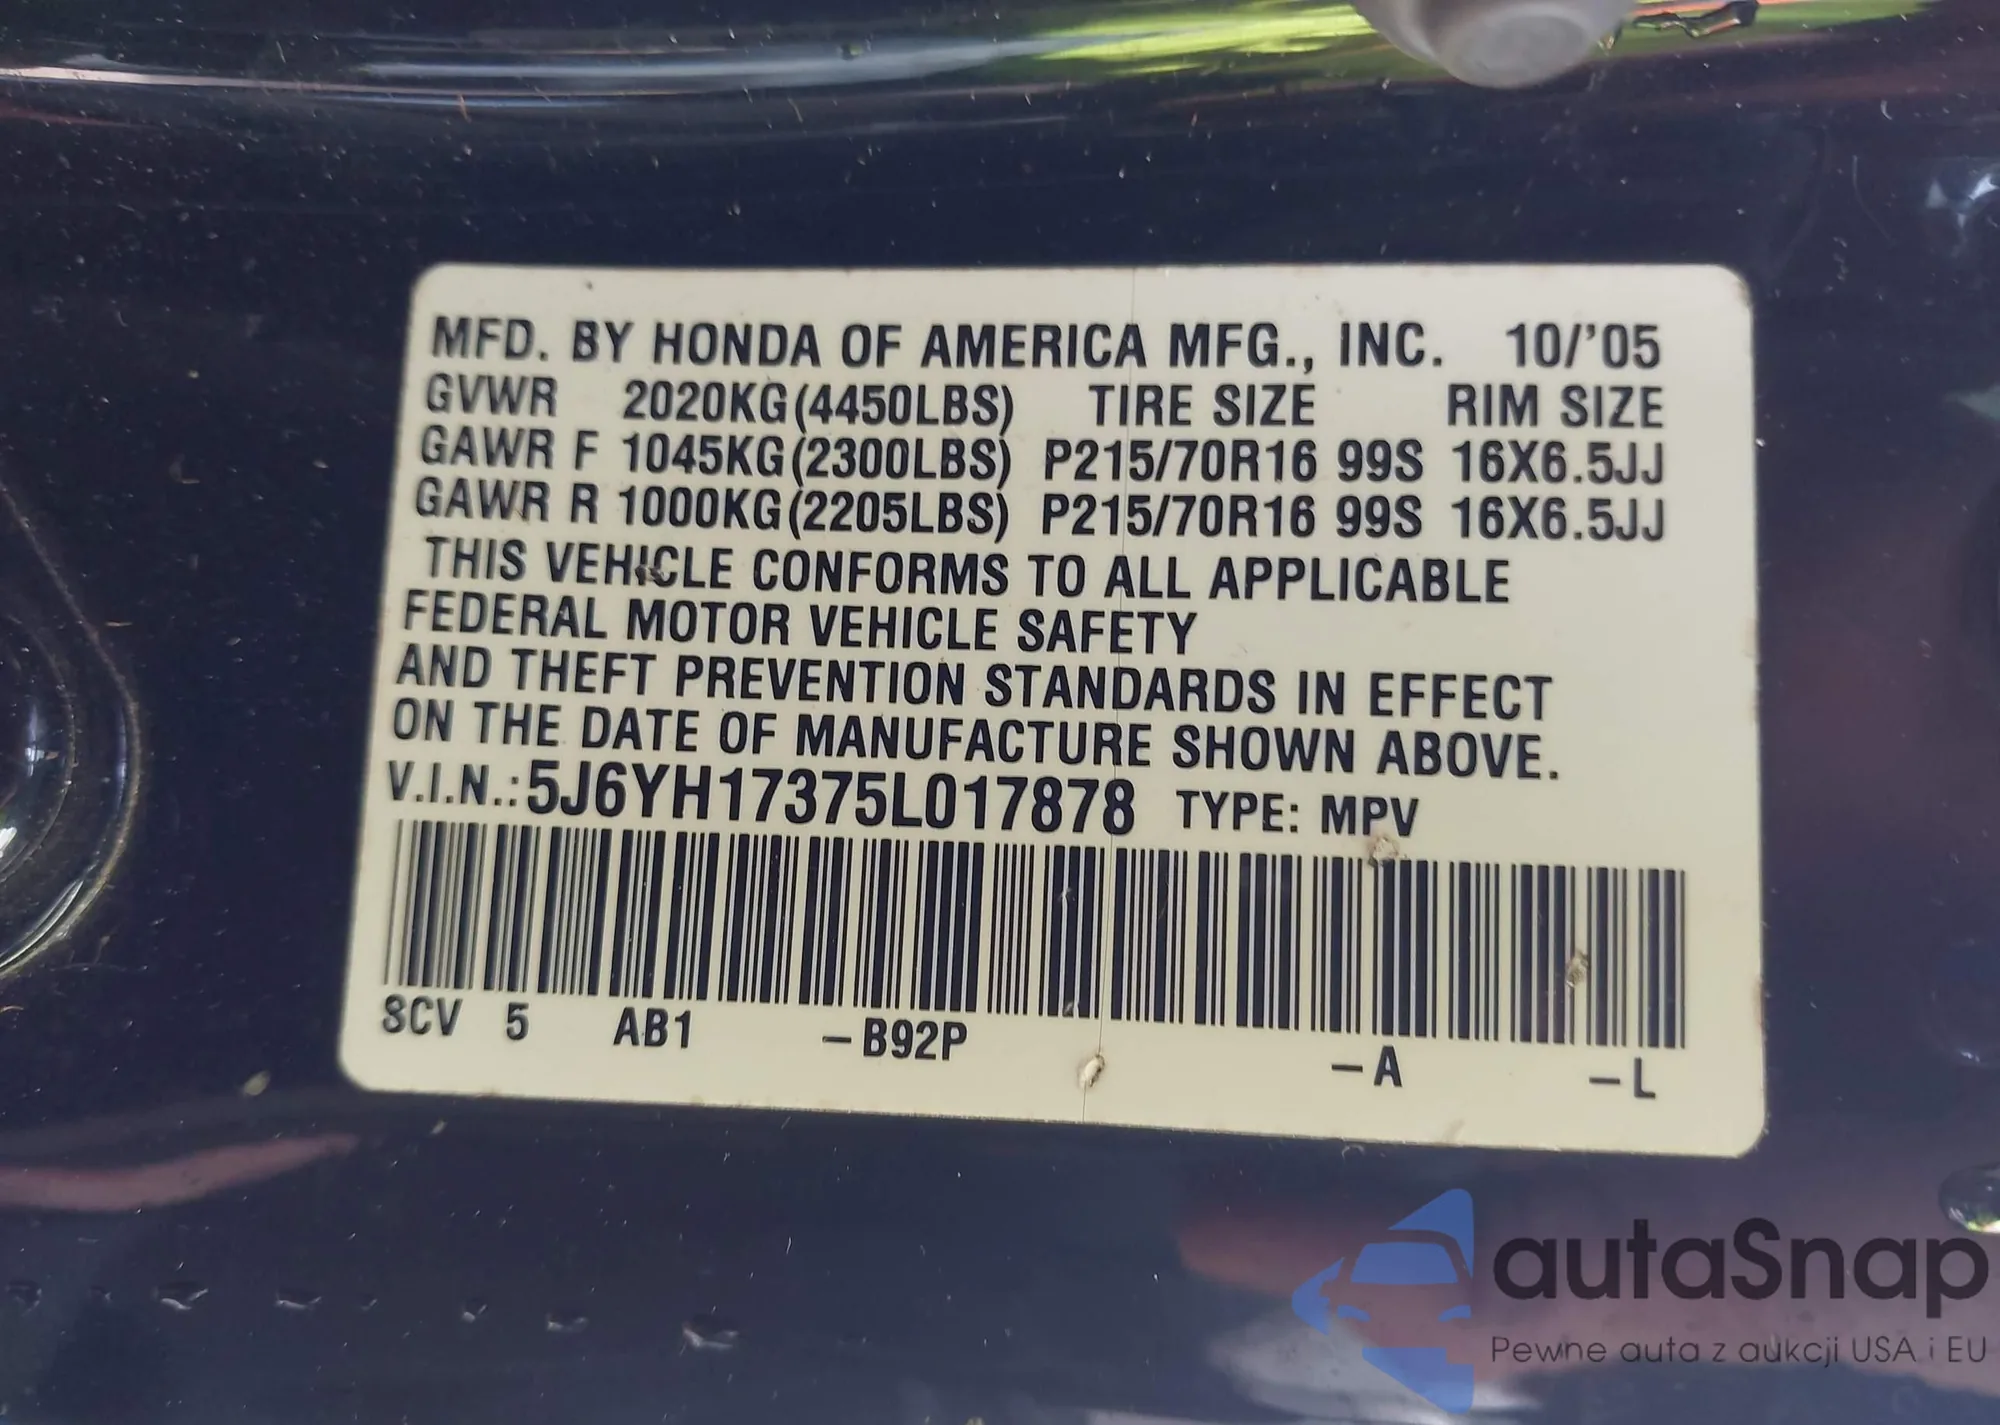 MFD. BY HONDA OF AMERICA MFG., INC. 10/'05
GVWR 2020KG(4450LBS) TIRE SIZE RIM SIZE
GAWR F 1045KG(2300LBS) P215/70R16 99S 16X6.5JJ
GAWR R 1000KG(2205LBS) P215/70R16 99S 16X6.5JJ
THIS VEHICLE CONFORMS TO ALL APPLICABLE
FEDERAL MOTOR VEHICLE SAFETY
AND THEFT PREVENTION STANDARDS IN EFFECT
ON THE DATE OF MANUFACTURE SHOWN ABOVE.
V.I.N.: 5J6YH17375L017878 TYPE: MPV
SCV 5 AB1 –B92P –A –L
autaSnap
Pewne auta z aukcji USA i EU